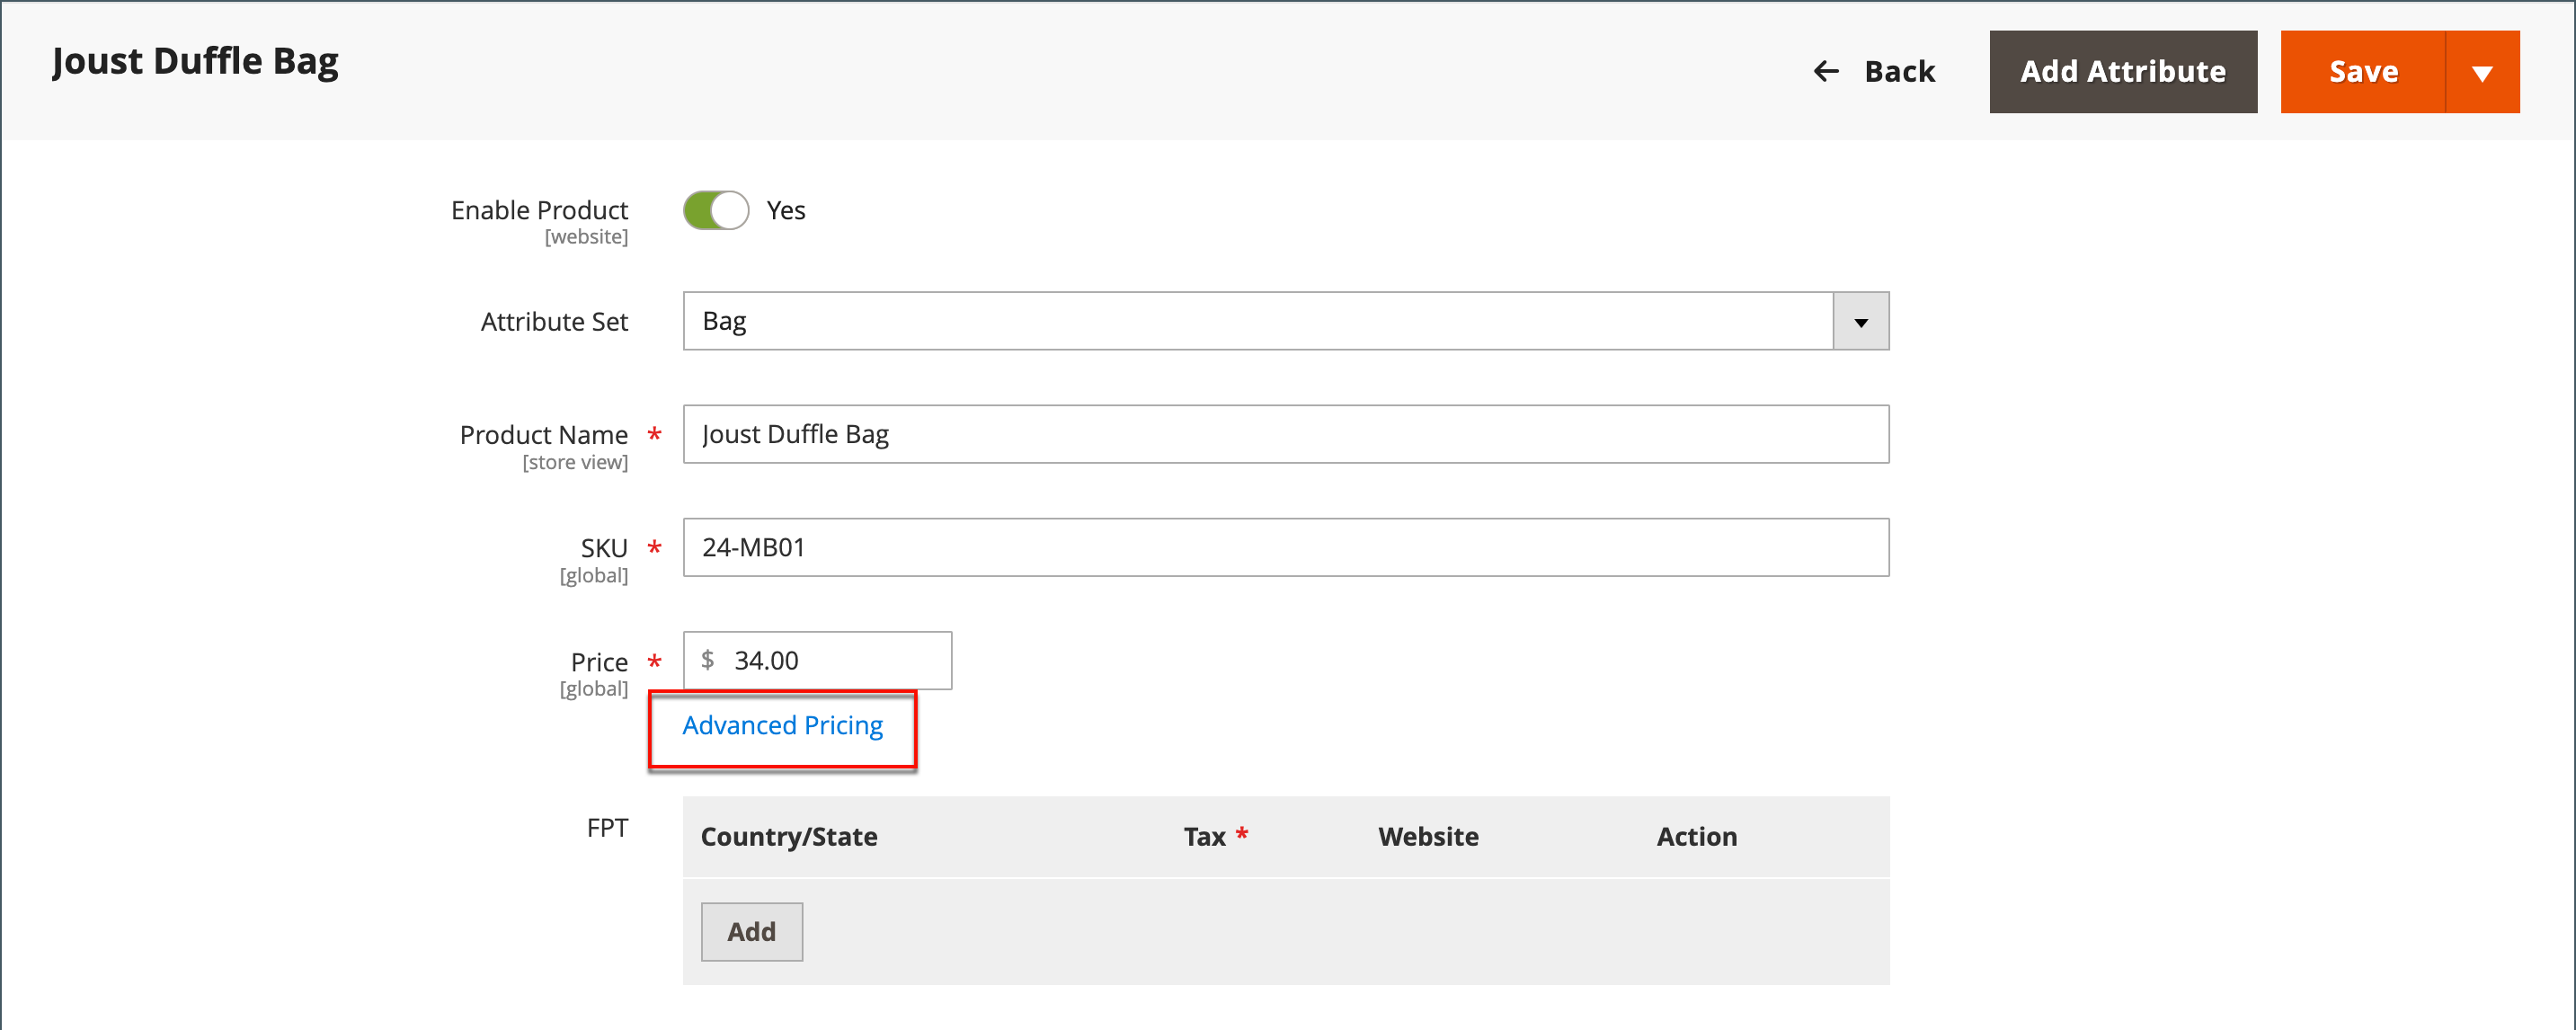 Joust Duffle Bag
Back
Add Attribute
Save
Enable Product
[website]
Yes
Attribute Set
Bag
Product Name *
[store view]
Joust Duffle Bag
SKU *
[global]
24-MB01
Price *
[global]
$ 34.00
Advanced Pricing
FPT
Country/State
Tax *
Website
Action
Add